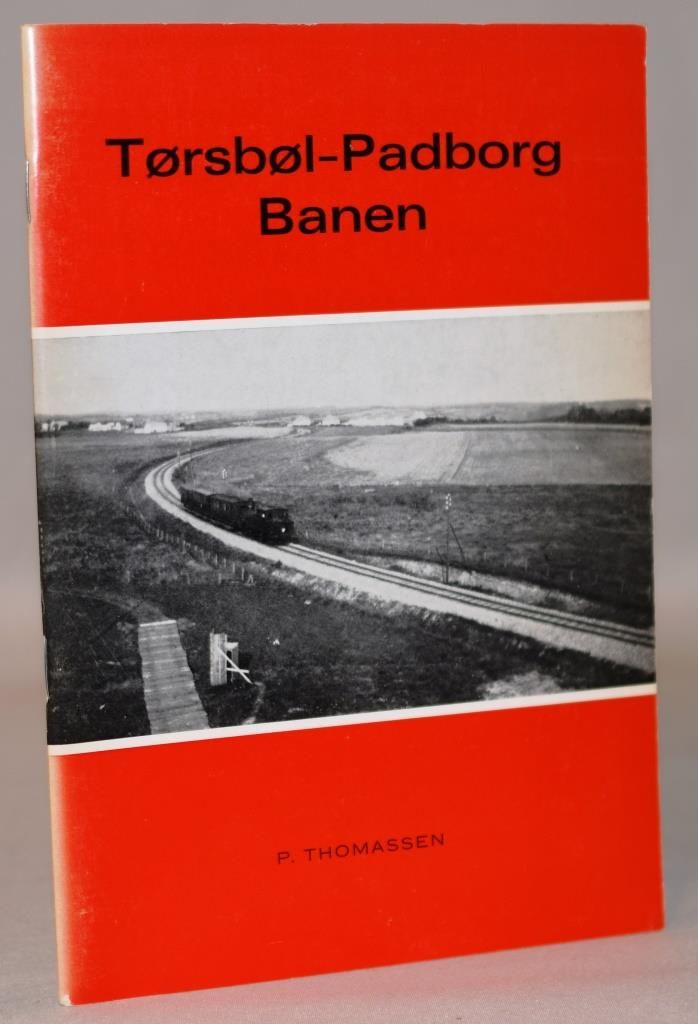 Tørsbøl-Padborg
Banen
P. THOMASSEN